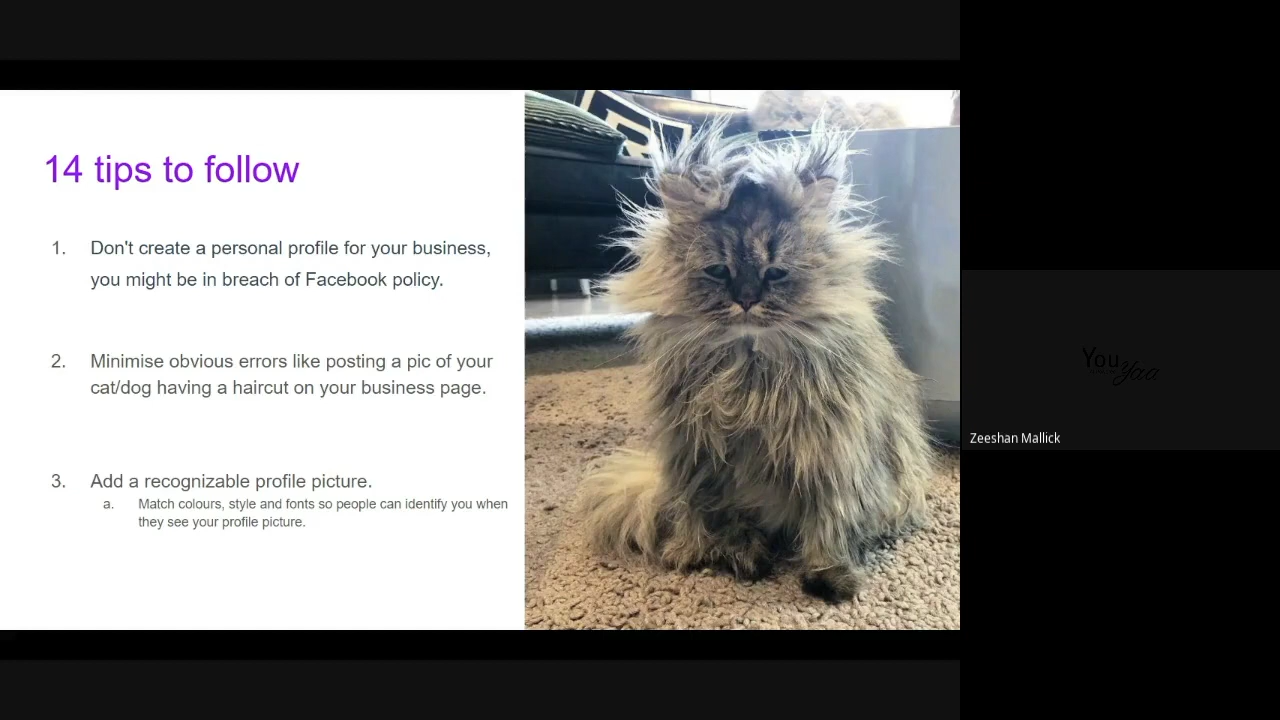 14 tips to follow
1. Don't create a personal profile for your business,
you might be in breach of Facebook policy.
2. Minimise obvious errors like posting a pic of your
cat/dog having a haircut on your business page.
3. Add a recognizable profile picture.
a. Match colours, style and fonts so people can identify you when
they see your profile picture.
You
Yaa
Zeeshan Mallick